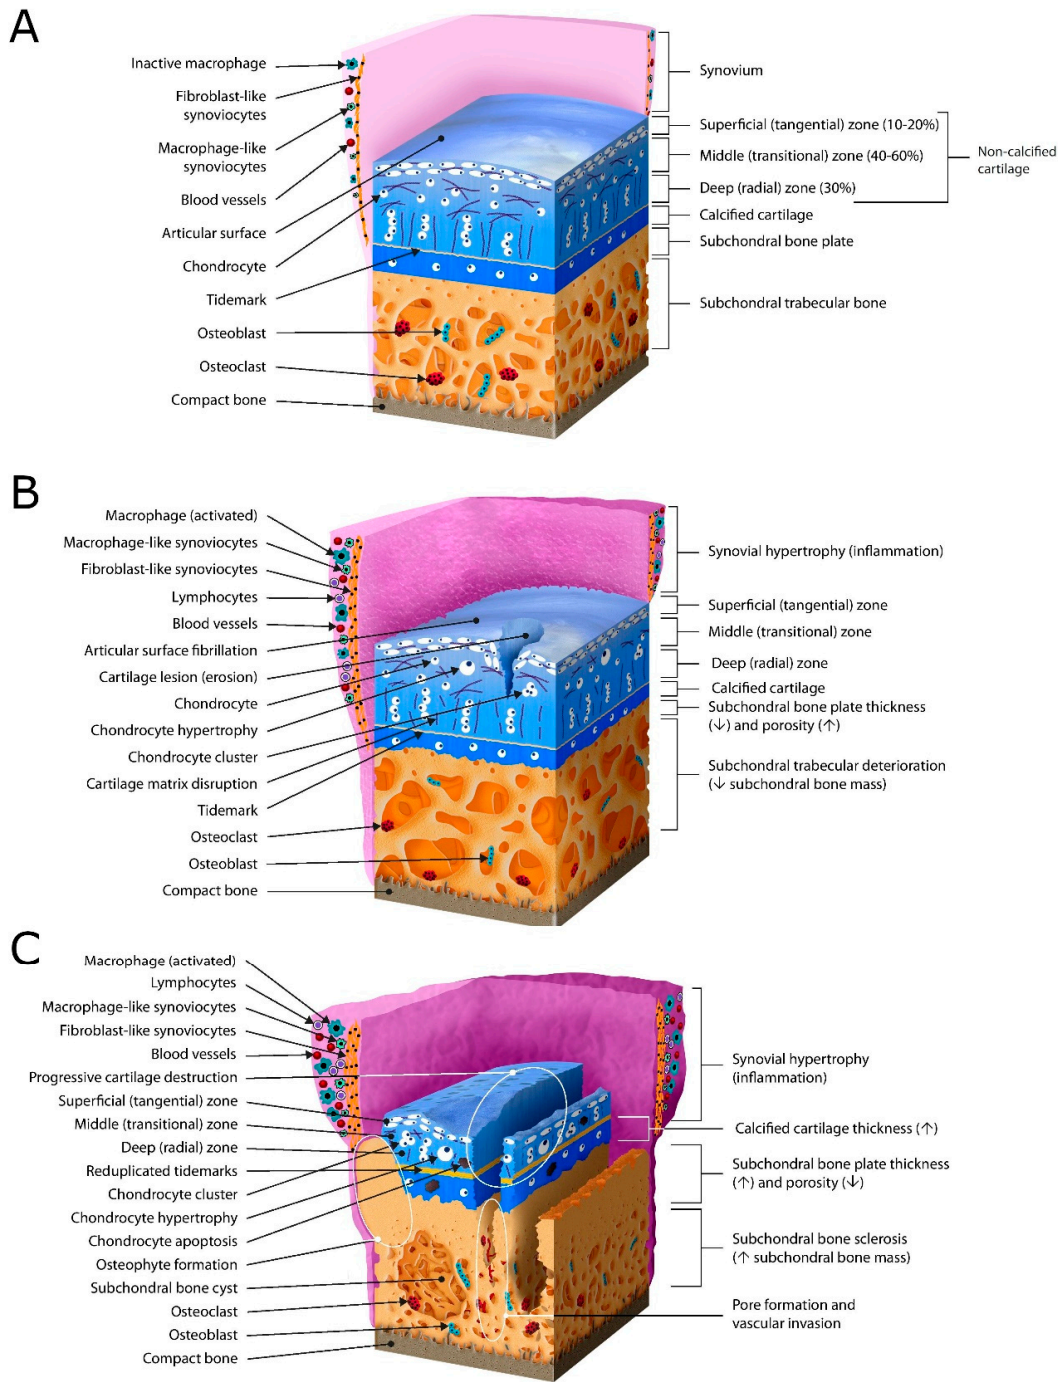 A
Inactive macrophage
Fibroblast-like
synoviocytes
Macrophage-like
synoviocytes
Blood vessels
Articular surface
Chondrocyte
Tidemark
Osteoblast
Osteoclast
Compact bone
Synovium
Superficial (tangential) zone (10-20%)
Middle (transitional) zone (40-60%)
Deep (radial) zone (30%)
Calcified cartilage
Subchondral bone plate
Subchondral trabecular bone
Non-calcified
cartilage
B
Macrophage (activated)
Macrophage-like synoviocytes
Fibroblast-like synoviocytes
Lymphocytes
Blood vessels
Articular surface fibrillation
Cartilage lesion (erosion)
Chondrocyte
Chondrocyte hypertrophy
Chondrocyte cluster
Cartilage matrix disruption
Tidemark
Osteoclast
Osteoblast
Compact bone
Synovial hypertrophy (inflammation)
Superficial (tangential) zone
Middle (transitional) zone
Deep (radial) zone
Calcified cartilage
Subchondral bone plate thickness
(↓) and porosity (↑)
Subchondral trabecular deterioration
(↓ subchondral bone mass)
C
Macrophage (activated)
Lymphocytes
Macrophage-like synoviocytes
Fibroblast-like synoviocytes
Blood vessels
Progressive cartilage destruction
Superficial (tangential) zone
Middle (transitional) zone
Deep (radial) zone
Reduplicated tidemarks
Chondrocyte cluster
Chondrocyte hypertrophy
Chondrocyte apoptosis
Osteophyte formation
Subchondral bone cyst
Osteoclast
Osteoblast
Compact bone
Synovial hypertrophy
(inflammation)
Calcified cartilage thickness (↑)
Subchondral bone plate thickness
(↑) and porosity (↓)
Subchondral bone sclerosis
(↑ subchondral bone mass)
Pore formation and
vascular invasion